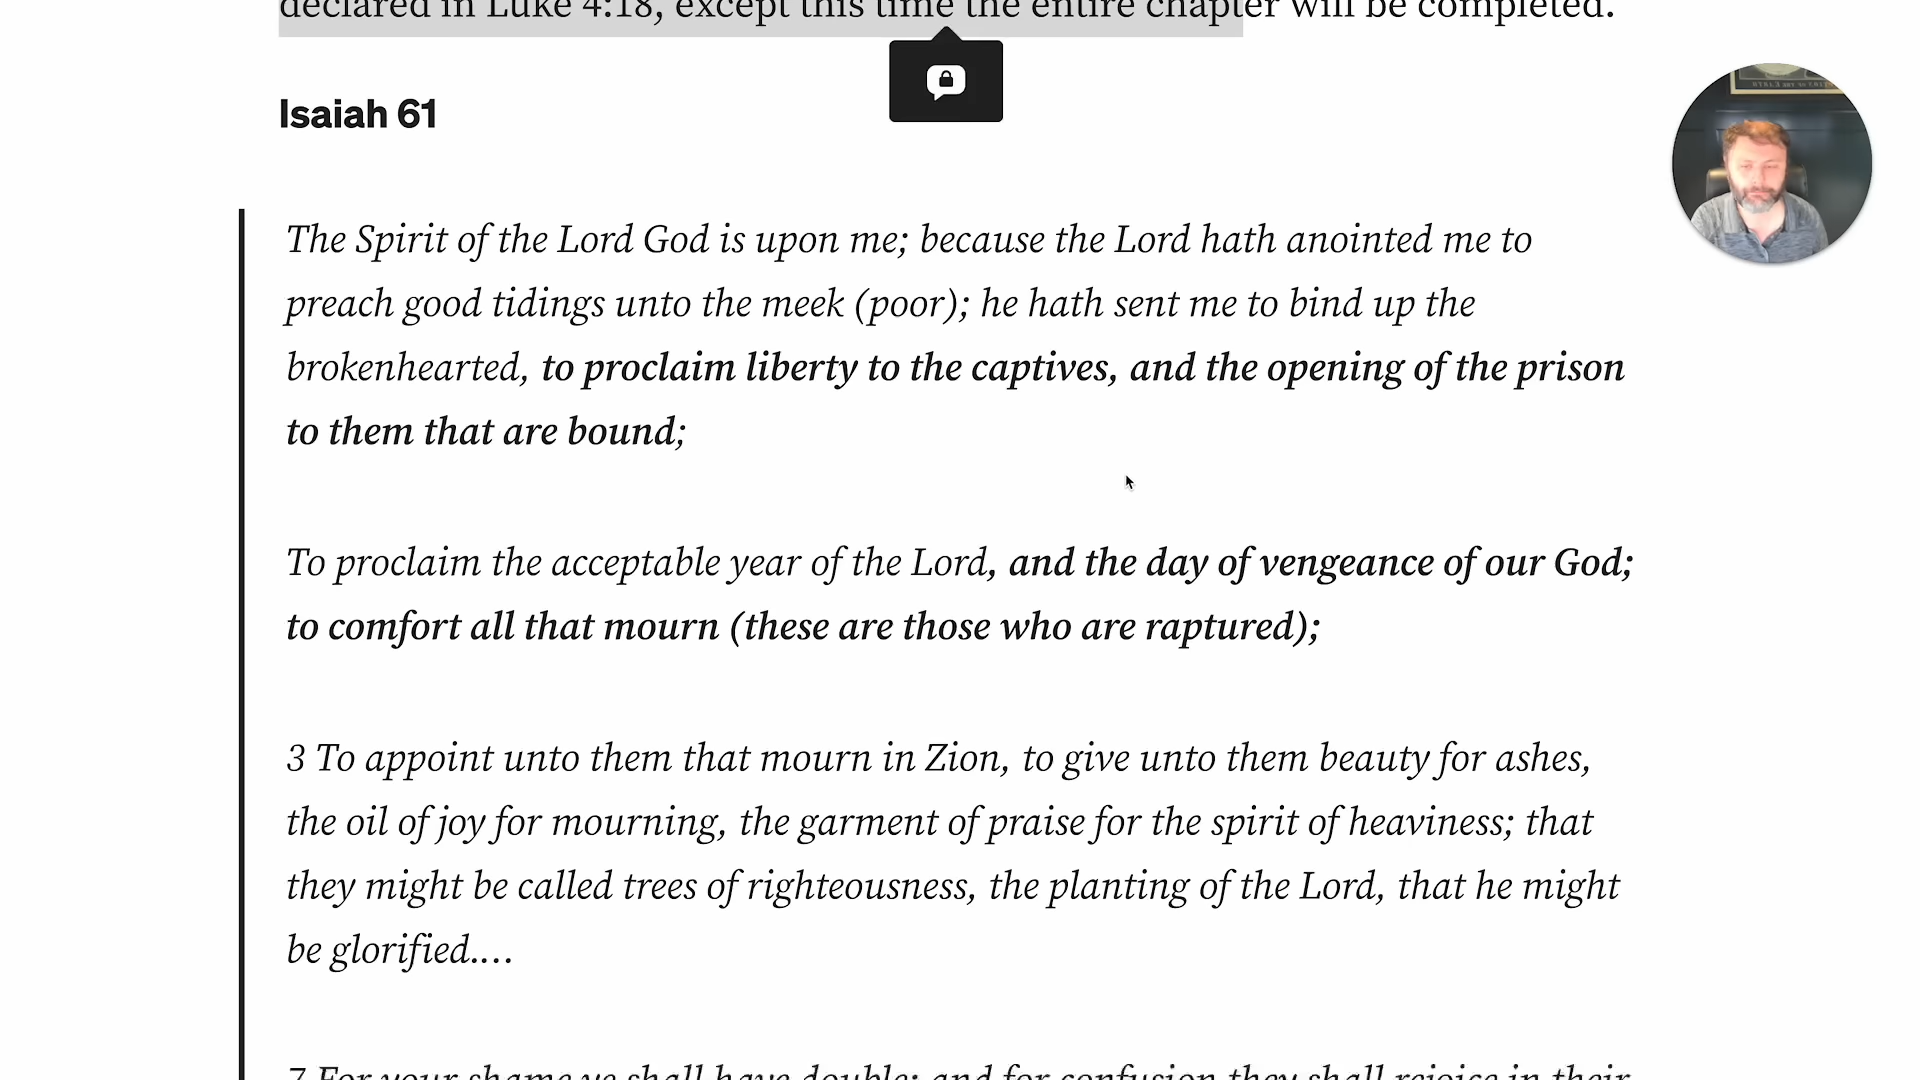 declared in Luke 4:18, except this time the entire chapter will be completed.
Isaiah 61
The Spirit of the Lord God is upon me; because the Lord hath anointed me to
preach good tidings unto the meek (poor); he hath sent me to bind up the
brokenhearted, to proclaim liberty to the captives, and the opening of the prison
to them that are bound;
To proclaim the acceptable year of the Lord, and the day of vengeance of our God;
to comfort all that mourn (these are those who are raptured);
3 To appoint unto them that mourn in Zion, to give unto them beauty for ashes,
the oil of joy for mourning, the garment of praise for the spirit of heaviness; that
they might be called trees of righteousness, the planting of the Lord, that he might
be glorified....
7 For your shame ye shall have double; and for confusion they shall rejoice in their